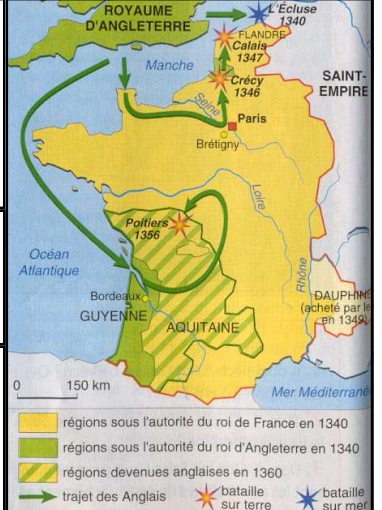 ROYAUME
D'ANGLETERRE
L'Écluse
1340
FLANDRE
Calais
1347
Manche
Crécy
1346
SAINT-
EMPIRE
Seine
Paris
Brétigny
Loire
Poitiers
1356
Océan
Atlantique
Rhône
Bordeaux
GUYENNE
AQUITAINE
DAUPHINÉ
(acheté par le
en 1349)
0 150 km
Mer Méditerrané
régions sous l'autorité du roi de France en 1340
régions sous l'autorité du roi d'Angleterre en 1340
régions devenues anglaises en 1360
trajet des Anglais
bataille
sur terre
bataille
sur mer